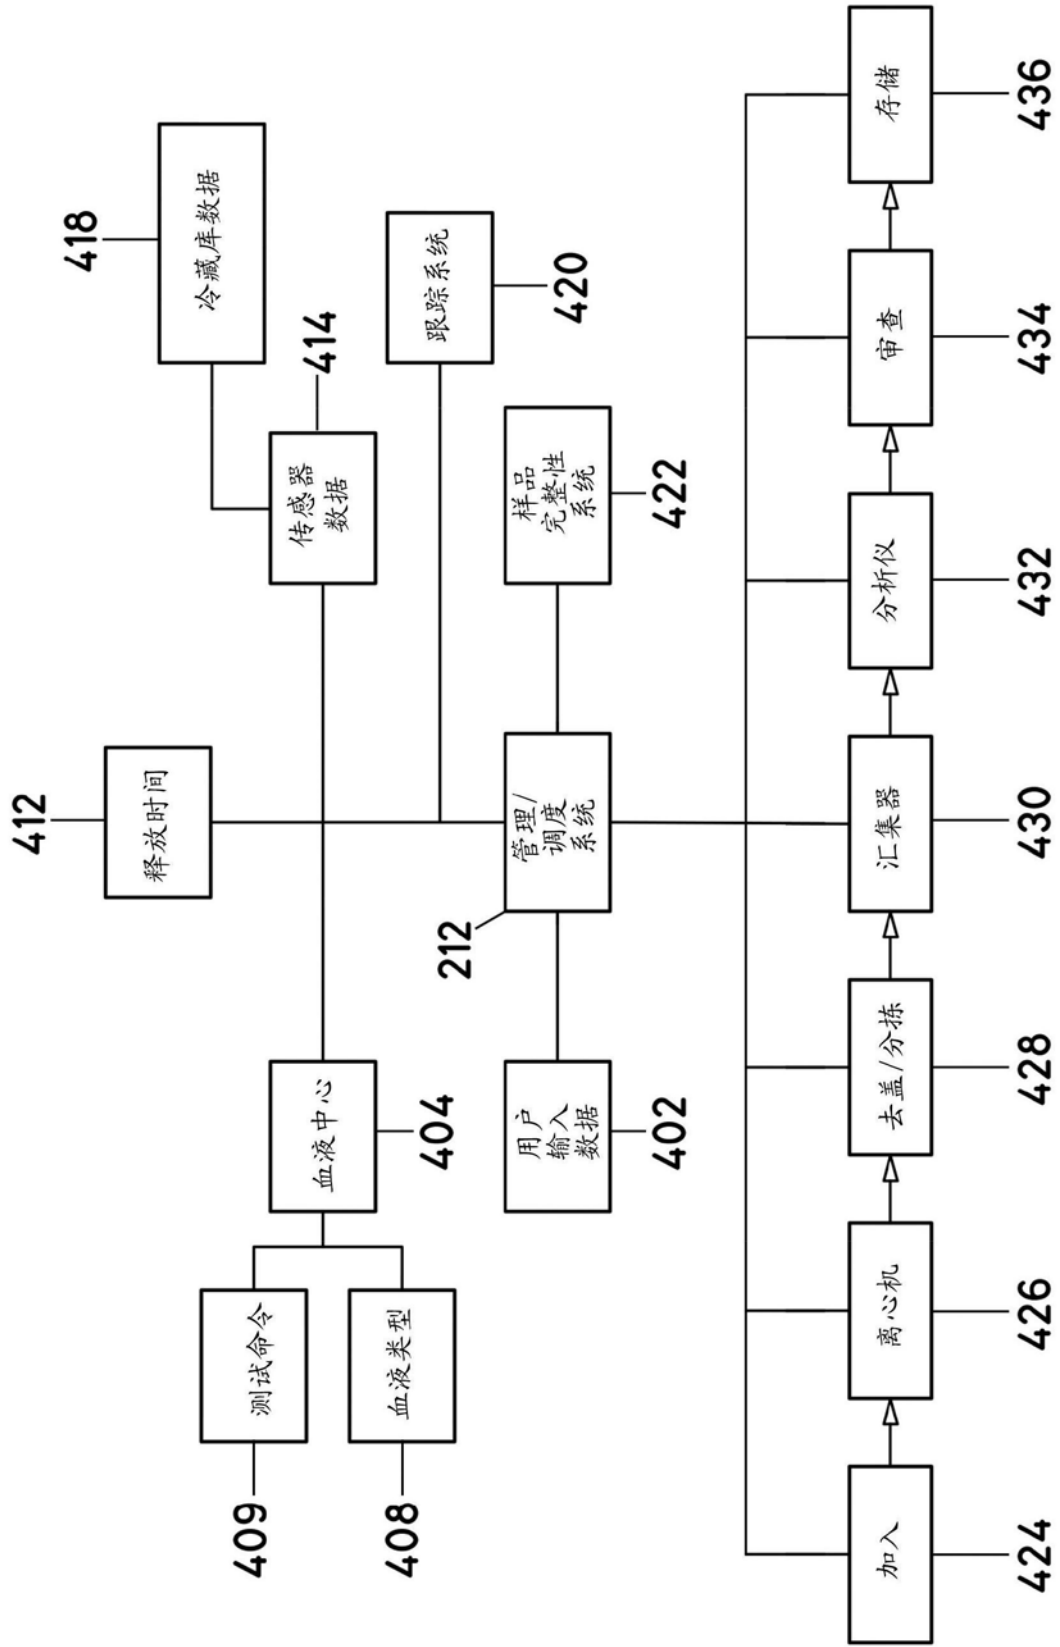 412
释放时间
418
冷藏库数据
409
测试命令
408
血液类型
血液中心
404
传感器
数据
414
跟踪系统
420
212
用户
输入
数据
402
管理/
调度
系统
样品
完整性
系统
422
加入
离心机
去盖/分拣
汇集器
分析仪
审查
存储
424
426
428
430
432
434
436